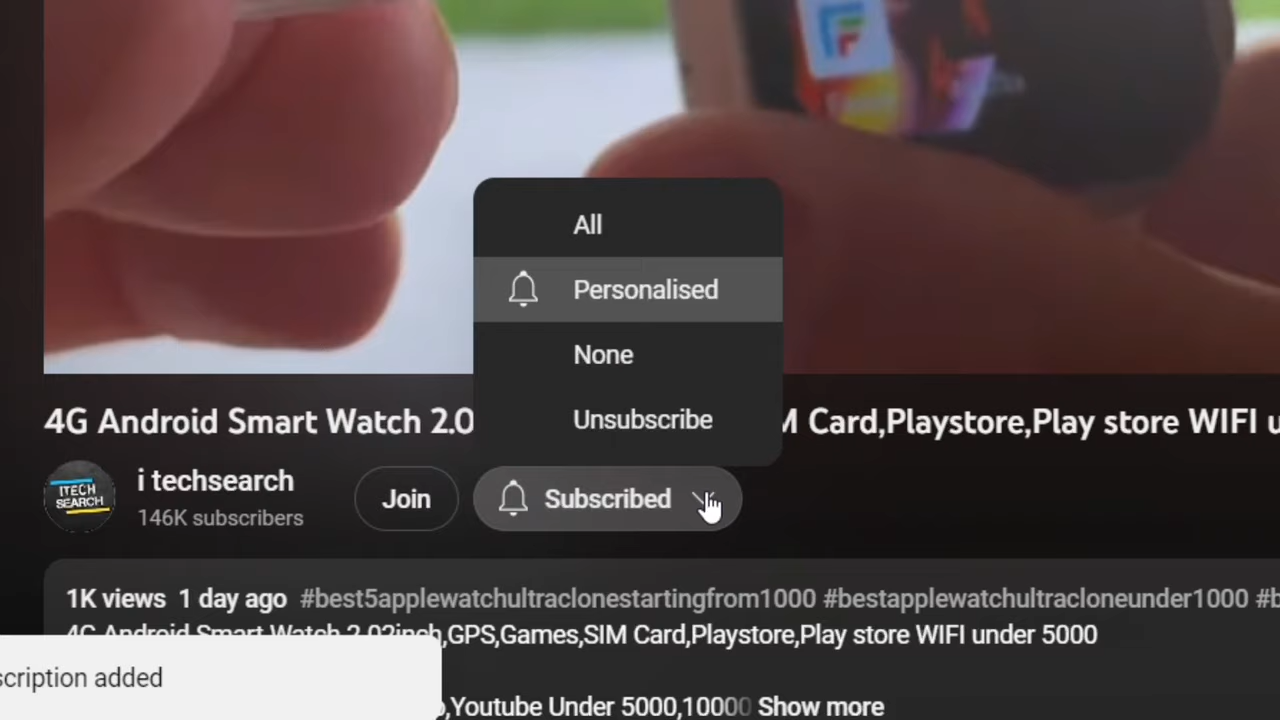 All
Personalised
None
Unsubscribe
4G Android Smart Watch 2.0 Card,Playstore,Play store WIFI
i techsearch
ITECH
SEARCH
146K subscribers
Join
Subscribed
1K views 1 day ago #best5applewatchultraclonestartingfrom1000 #bestapplewatchultracloneunder1000
4G Android Smart Watch 2.02inch,GPS,Games,SIM Card,Playstore,Play store WIFI under 5000
scription added
,Youtube Under 5000,10000 Show more